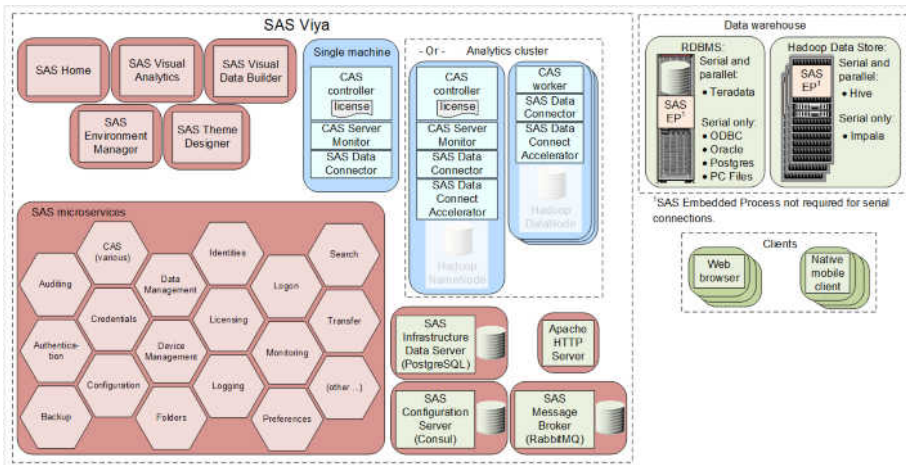 SAS Viya
SAS Home
SAS Visual
Analytics
SAS Visual
Data Builder
SAS
Environment
Manager
SAS Theme
Designer
Single machine
CAS
controller
license
CAS Server
Monitor
SAS Data
Connector
- Or - Analytics cluster
CAS
controller
license
CAS Server
Monitor
SAS Data
Connector
SAS Data
Connect
Accelerator
Hadoop
NameNode
CAS
worker
SAS Data
Connector
SAS Data
Connect
Accelerator
Hadoop
DataNode
SAS microservices
Auditing
CAS
(various)
Data
Management
Identities
Logon
Search
Authentica-
tion
Credentials
Device
Management
Licensing
Monitoring
Transfer
Backup
Configuration
Folders
Logging
Preferences
(other ...)
SAS
Infrastructure
Data Server
(PostgreSQL)
Apache
HTTP
Server
SAS
Configuration
Server
(Consul)
SAS
Message
Broker
(RabbitMQ)
Data warehouse
RDBMS:
SAS
EP¹
Serial and
parallel:
• Teradata
Serial only:
• ODBC
• Oracle
• Postgres
• PC Files
Hadoop Data Store:
SAS
EP¹
Serial and
parallel:
• Hive
Serial only:
• Impala
¹SAS Embedded Process not required for serial
connections.
Clients
Web
browser
Native
mobile
client